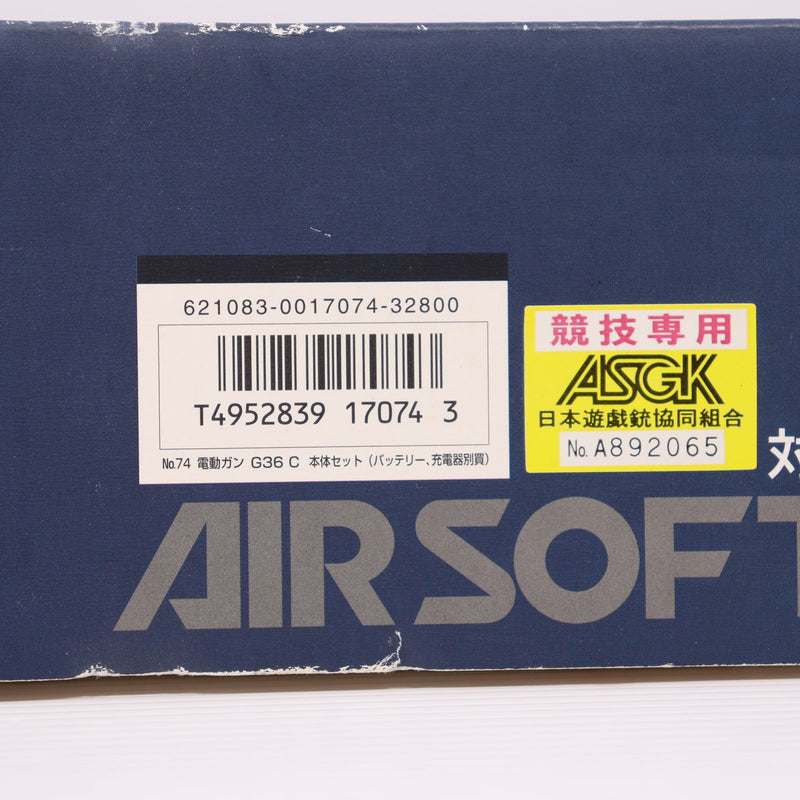 621083-0017074-32800
T4952839 17074 3
No.74 電動ガン G36 C 本体セット (バッテリー、充電器別買)
競技専用
ASGK
日本遊戯銃協同組合
No. A892065
対
AIRSOFT